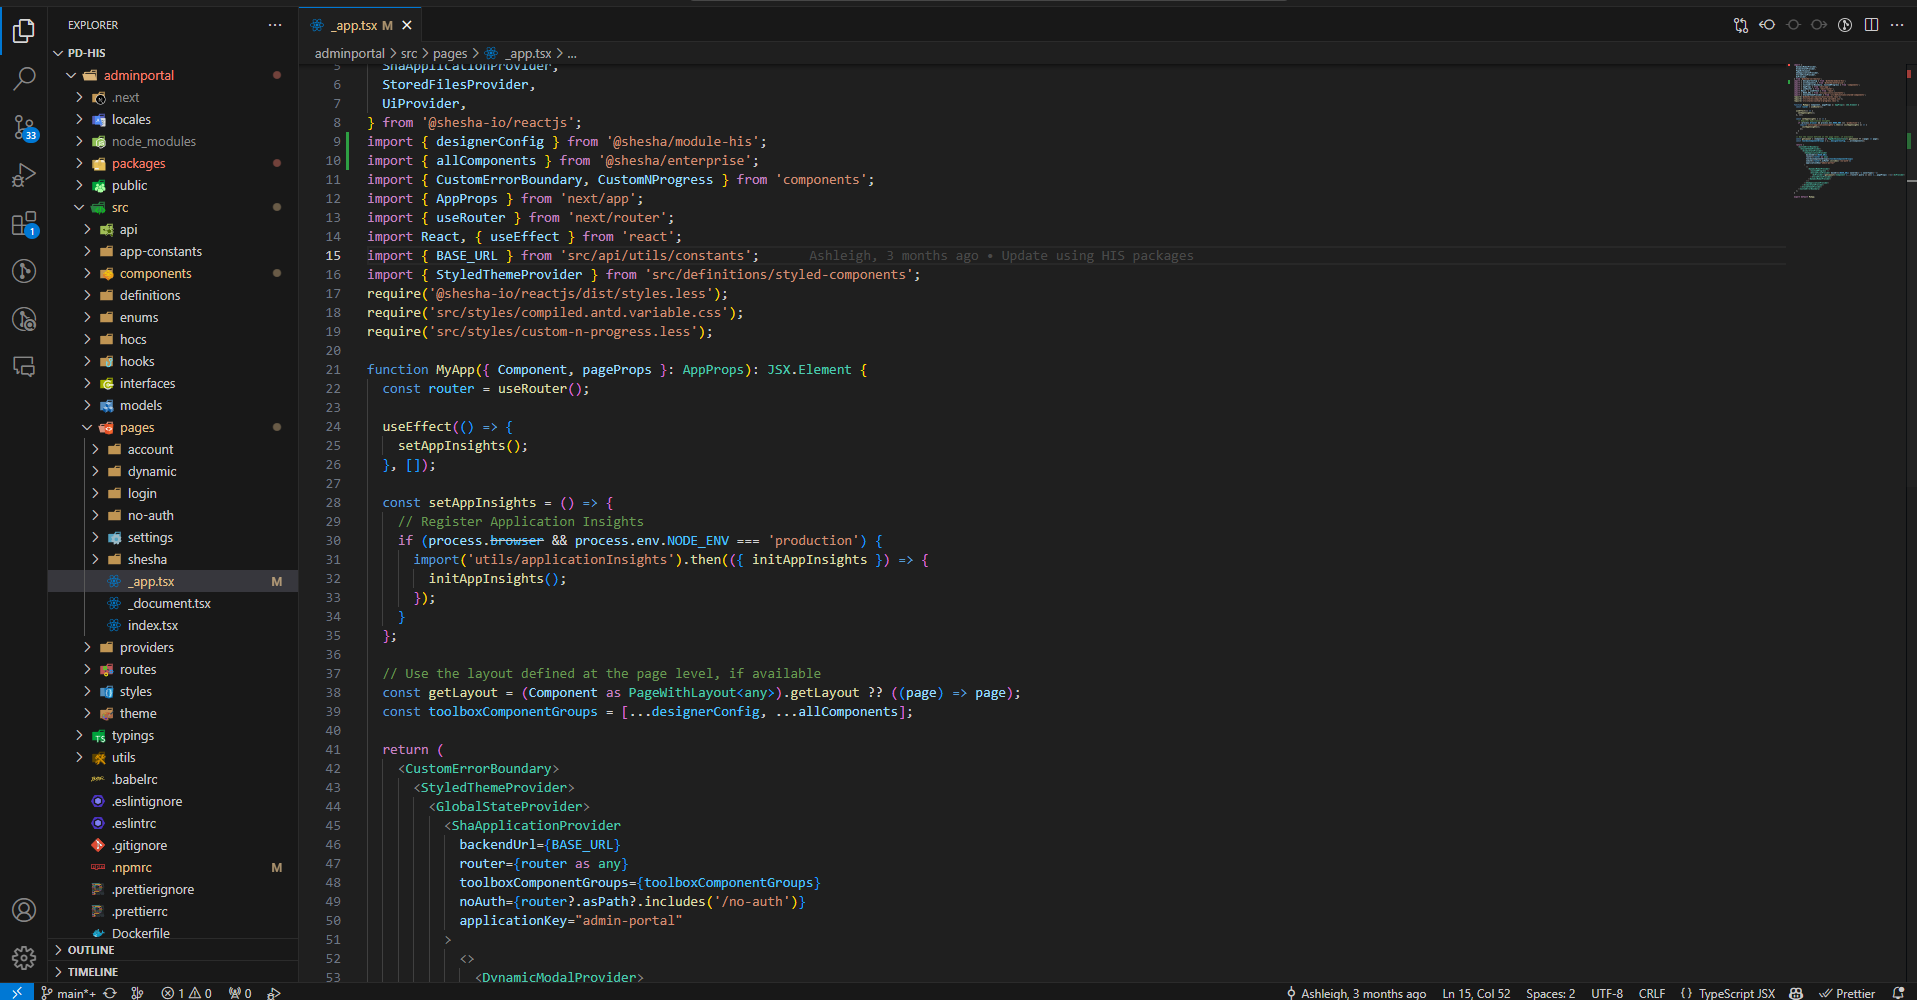 EXPLORER
PD-HIS
adminportal
.next
locales
node_modules
packages
public
src
api
app-constants
components
definitions
enums
hocs
hooks
interfaces
models
pages
account
dynamic
login
no-auth
settings
shesha
_app.tsx M
_document.tsx
index.tsx
providers
routes
styles
theme
typings
utils
.babelrc
.eslintignore
.eslintrc
.gitignore
.npmrc M
.prettierignore
.prettierrc
Dockerfile
OUTLINE
TIMELINE
33
1
_app.tsx M
adminportal > src > pages > _app.tsx > ...
5 ShaApplicationProvider,
6 StoredFilesProvider,
7 UiProvider,
8 } from '@shesha-io/reactjs';
9 import { designerConfig } from '@shesha/module-his';
10 import { allComponents } from '@shesha/enterprise';
11 import { CustomErrorBoundary, CustomNProgress } from 'components';
12 import { AppProps } from 'next/app';
13 import { useRouter } from 'next/router';
14 import React, { useEffect } from 'react';
15 import { BASE_URL } from 'src/api/utils/constants'; Ashleigh, 3 months ago • Update using HIS packages
16 import { StyledThemeProvider } from 'src/definitions/styled-components';
17 require('@shesha-io/reactjs/dist/styles.less');
18 require('src/styles/compiled.antd.variable.css');
19 require('src/styles/custom-n-progress.less');
20
21 function MyApp({ Component, pageProps }: AppProps): JSX.Element {
22 const router = useRouter();
23
24 useEffect(() => {
25 setAppInsights();
26 }, []);
27
28 const setAppInsights = () => {
29 // Register Application Insights
30 if (process.browser && process.env.NODE_ENV === 'production') {
31 import('utils/applicationInsights').then(({ initAppInsights }) => {
32 initAppInsights();
33 });
34 }
35 };
36
37 // Use the layout defined at the page level, if available
38 const getLayout = (Component as PageWithLayout<any>).getLayout ?? ((page) => page);
39 const toolboxComponentGroups = [...designerConfig, ...allComponents];
40
41 return (
42 <CustomErrorBoundary>
43 <StyledThemeProvider>
44 <GlobalStateProvider>
45 <ShaApplicationProvider
46 backendUrl={BASE_URL}
47 router={router as any}
48 toolboxComponentGroups={toolboxComponentGroups}
49 noAuth={router?.asPath?.includes('/no-auth')}
50 applicationKey="admin-portal"
51 >
52 <>
53 <DynamicModalProvider>
main*+ 1 0 0 Ashleigh, 3 months ago Ln 15, Col 52 Spaces: 2 UTF-8 CRLF {} TypeScript JSX Prettier